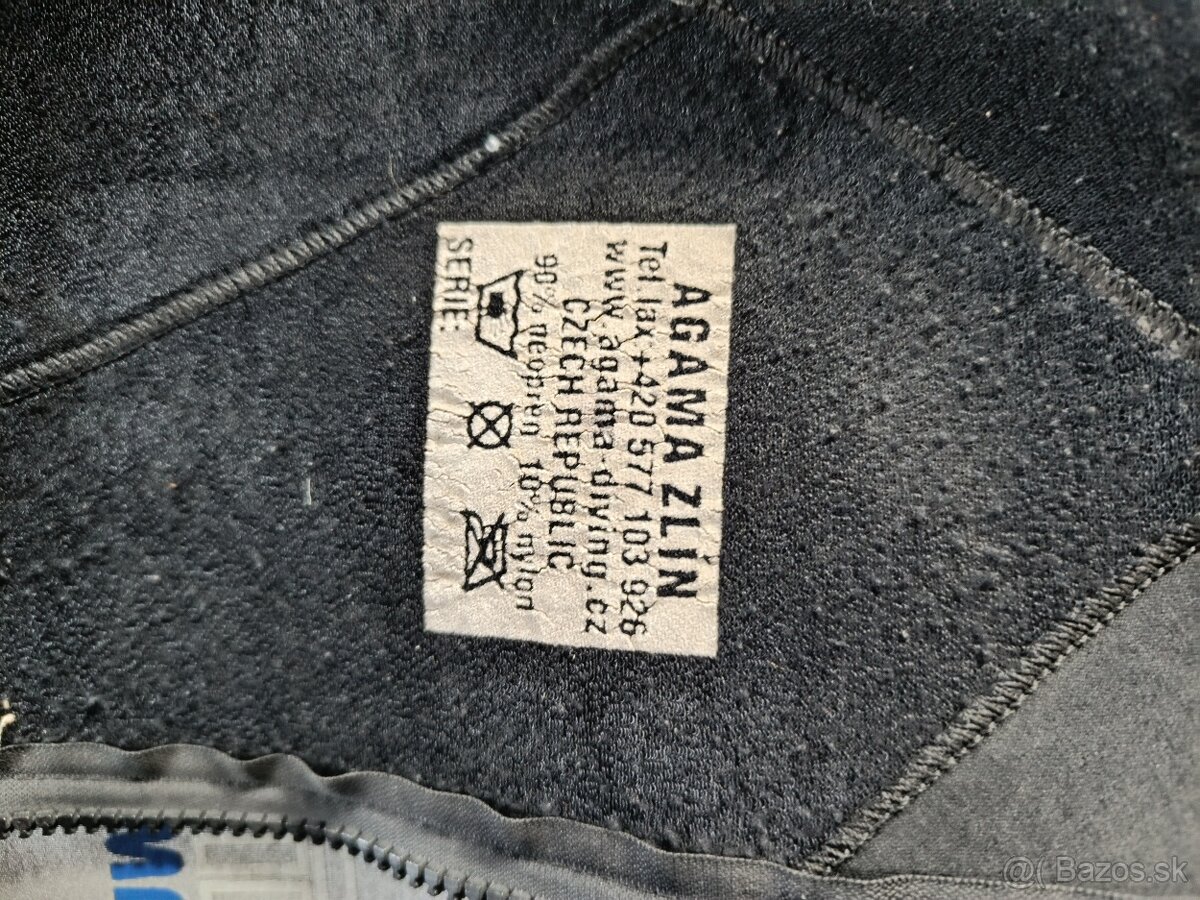 AGAMA ZLÍN
Tel.fax:+420 577 103 926
www.agama-diving.cz
CZECH REPUBLIC
90% neopren 10% nylon
SERIE:
@( Bazos.sk